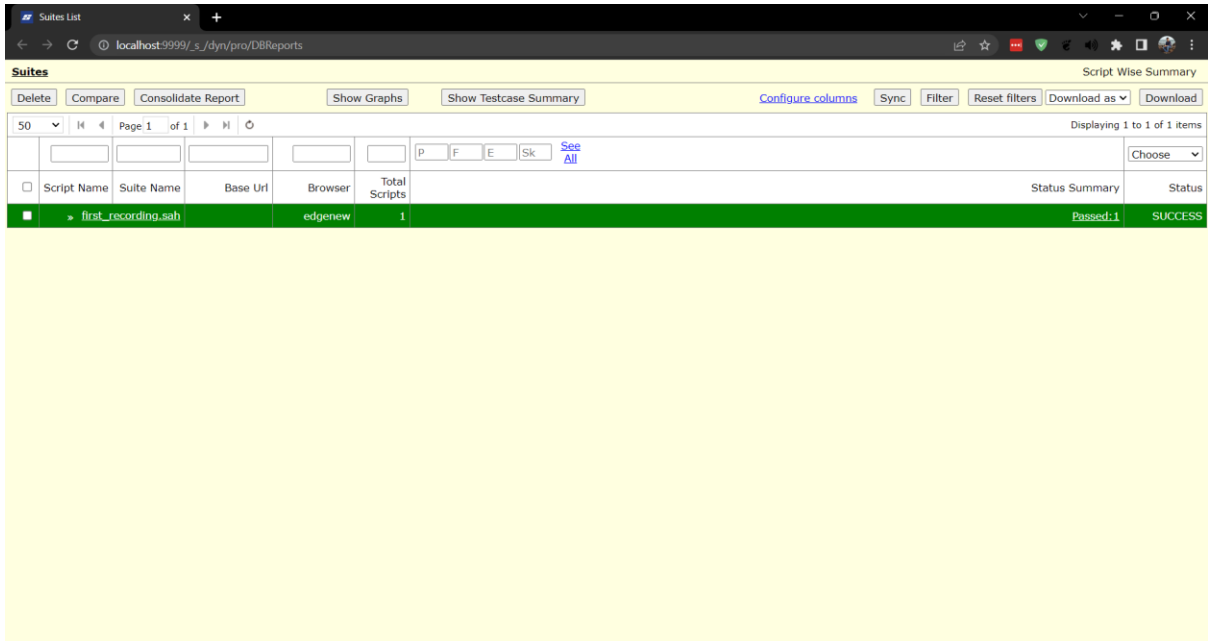 Suites List
localhost:9999/_s_/dyn/pro/DBReports
Suites Script Wise Summary
Delete Compare Consolidate Report Show Graphs Show Testcase Summary Configure columns Sync Filter Reset filters Download as Download
50 Page 1 of 1 Displaying 1 to 1 of 1 items
P F E Sk See All Choose
Script Name Suite Name Base Url Browser Total Scripts Status Summary Status
» first_recording.sah edgenew 1 Passed:1 SUCCESS